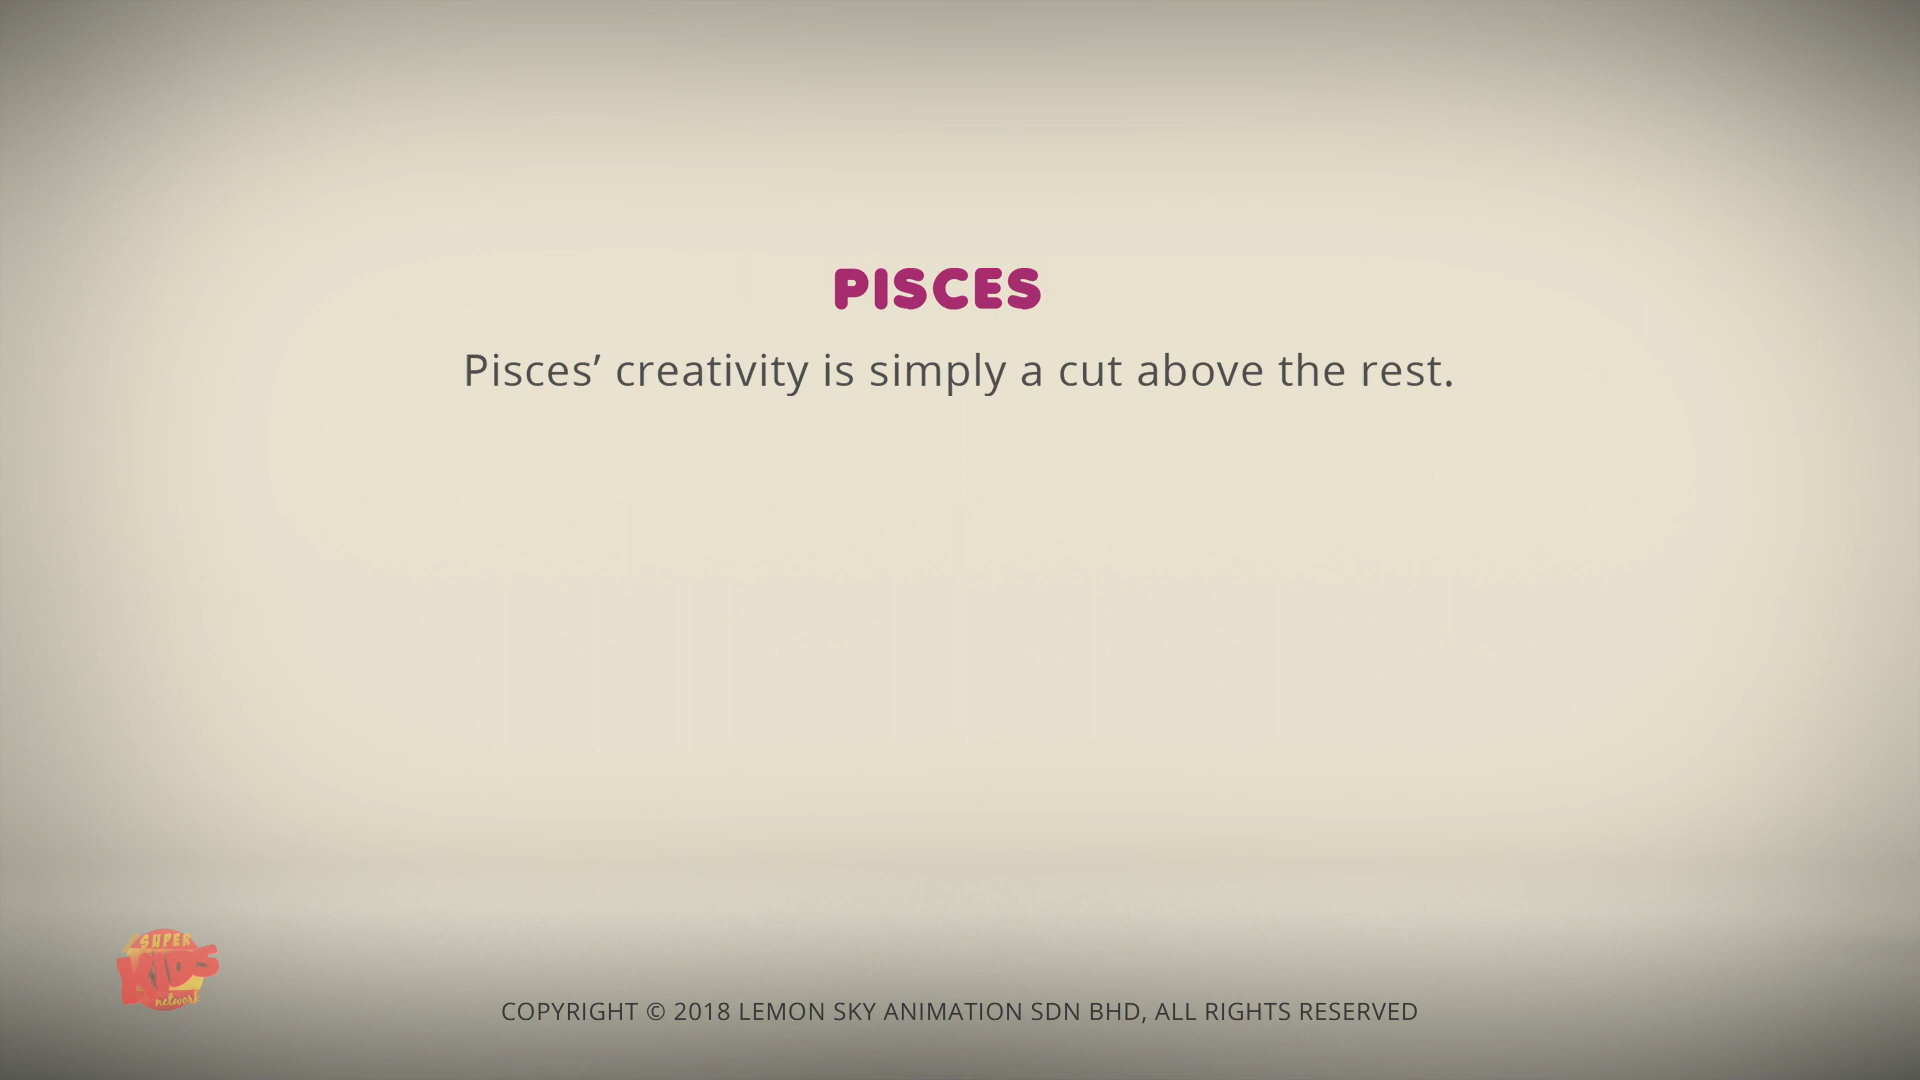 PISCES
Pisces’ creativity is simply a cut above the rest.
SUPER
KIDS
network
COPYRIGHT © 2018 LEMON SKY ANIMATION SDN BHD, ALL RIGHTS RESERVED